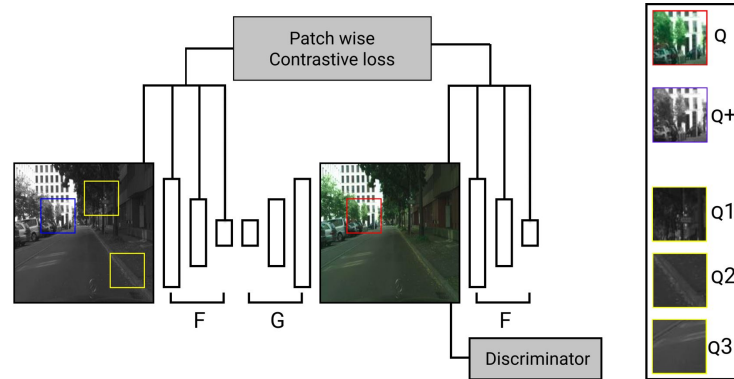 Patch wise
Contrastive loss
F
G
F
Discriminator
Q
Q+
Q1
Q2
Q3